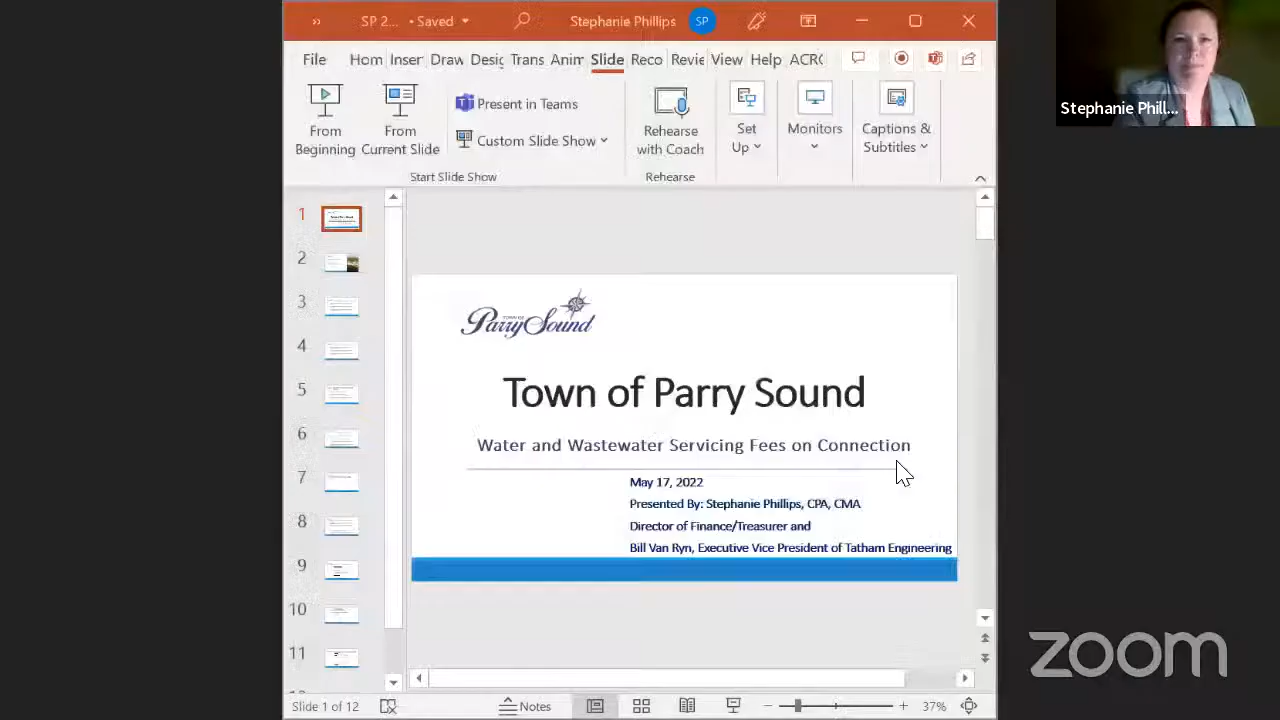 SP 2... • Saved
Stephanie Phillips
SP
File Hom Inser Draw Desig Trans Anim Slide Reco Revie View Help ACRO
From Beginning
From Current Slide
Present in Teams
Custom Slide Show
Rehearse with Coach
Set Up
Monitors
Captions & Subtitles
Start Slide Show
Rehearse
Stephanie Phill...
1
2
3
4
5
6
7
8
9
10
11
TOWN OF
Parry Sound
Town of Parry Sound
Water and Wastewater Servicing Fees on Connection
May 17, 2022
Presented By: Stephanie Phillips, CPA, CMA
Director of Finance/Treasurer and
Bill Van Ryn, Executive Vice President of Tatham Engineering
zoom
Slide 1 of 12
Notes
37%